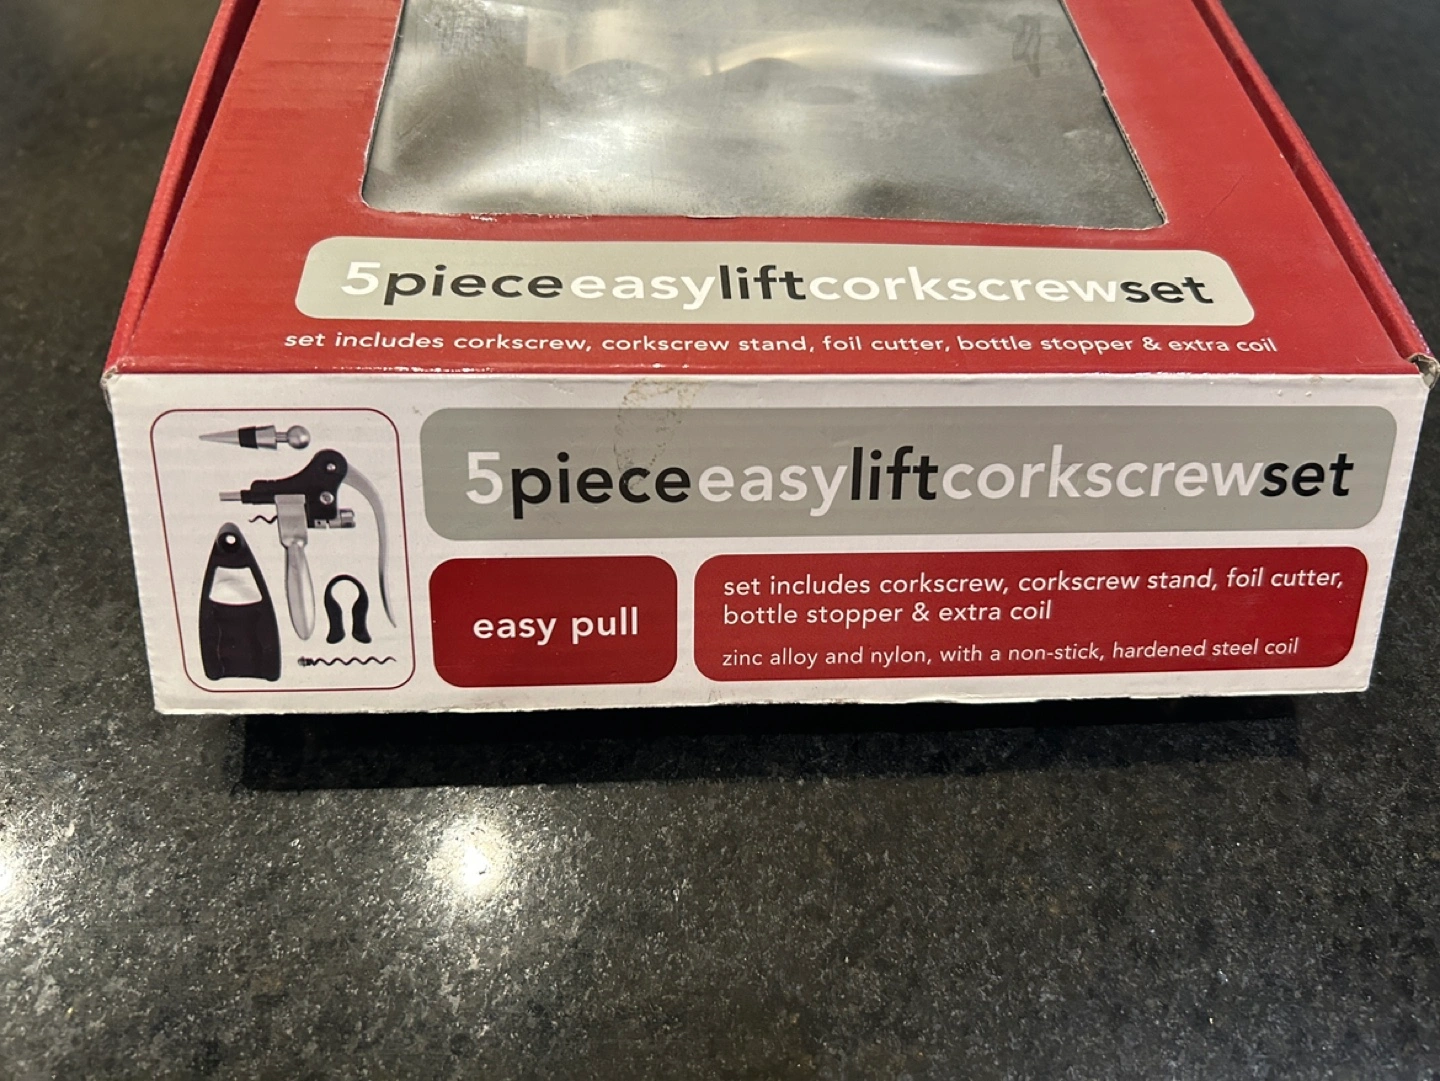 5pieceeasyliftcorkscrewset
set includes corkscrew, corkscrew stand, foil cutter, bottle stopper & extra coil
5pieceeasyliftcorkscrewset
easy pull
set includes corkscrew, corkscrew stand, foil cutter,
bottle stopper & extra coil
zinc alloy and nylon, with a non-stick, hardened steel coil